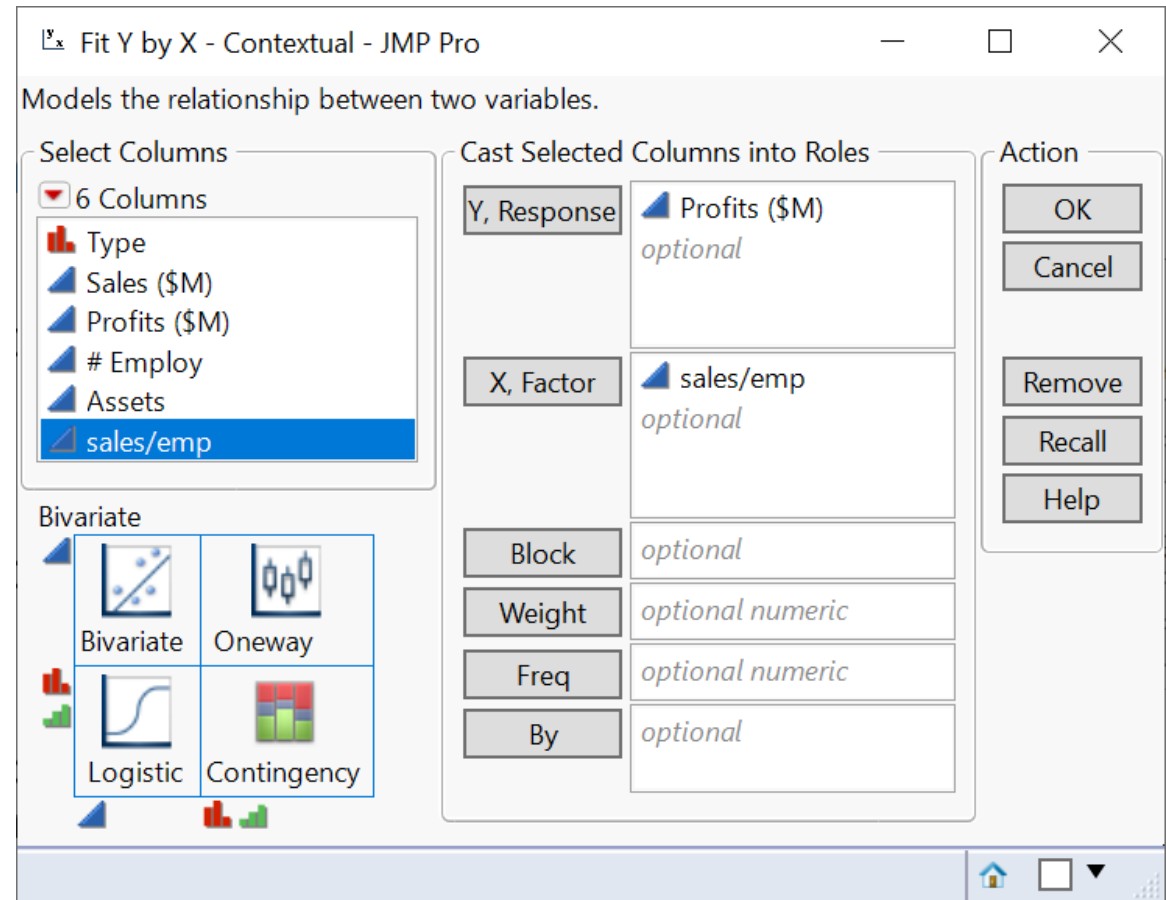 Fit Y by X - Contextual - JMP Pro
Models the relationship between two variables.
Select Columns
6 Columns
Type
Sales ($M)
Profits ($M)
# Employ
Assets
sales/emp
Bivariate
Bivariate
Oneway
Logistic
Contingency
Cast Selected Columns into Roles
Y, Response
Profits ($M)
optional
X, Factor
sales/emp
optional
Block
optional
Weight
optional numeric
Freq
optional numeric
By
optional
Action
OK
Cancel
Remove
Recall
Help